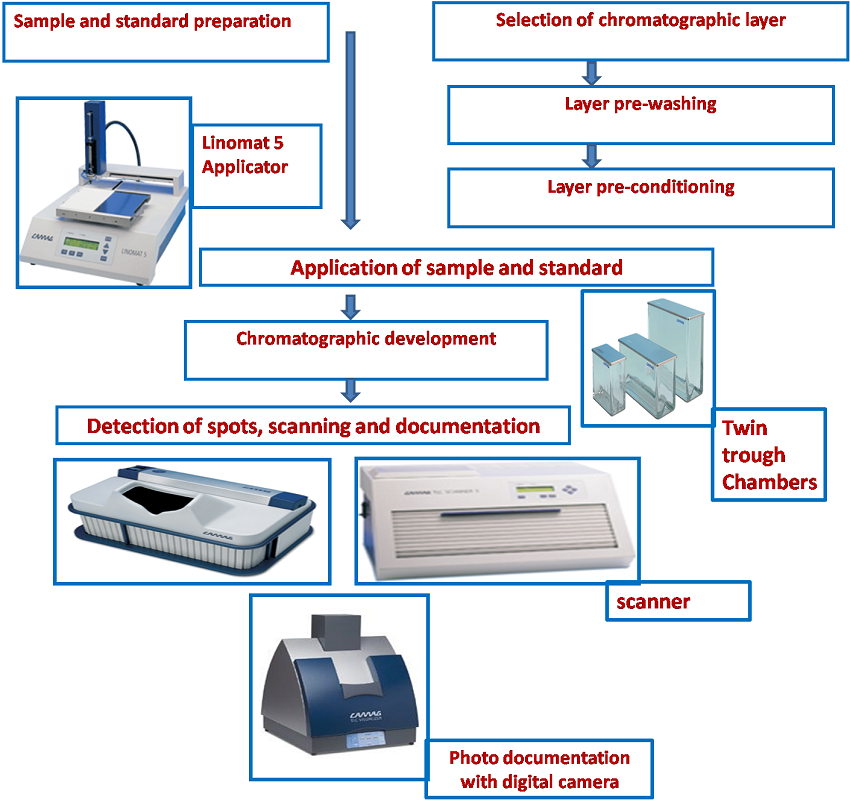 Sample and standard preparation
Selection of chromatographic layer
Layer pre-washing
Linomat 5
Applicator
Layer pre-conditioning
CAMAG
LINOMAT 5
Application of sample and standard
Chromatographic development
Detection of spots, scanning and documentation
Twin
trough
Chambers
CAMAG
CAMAG TLC SCANNER 3
scanner
CAMAG
TLC VISUALIZER
Photo documentation
with digital camera